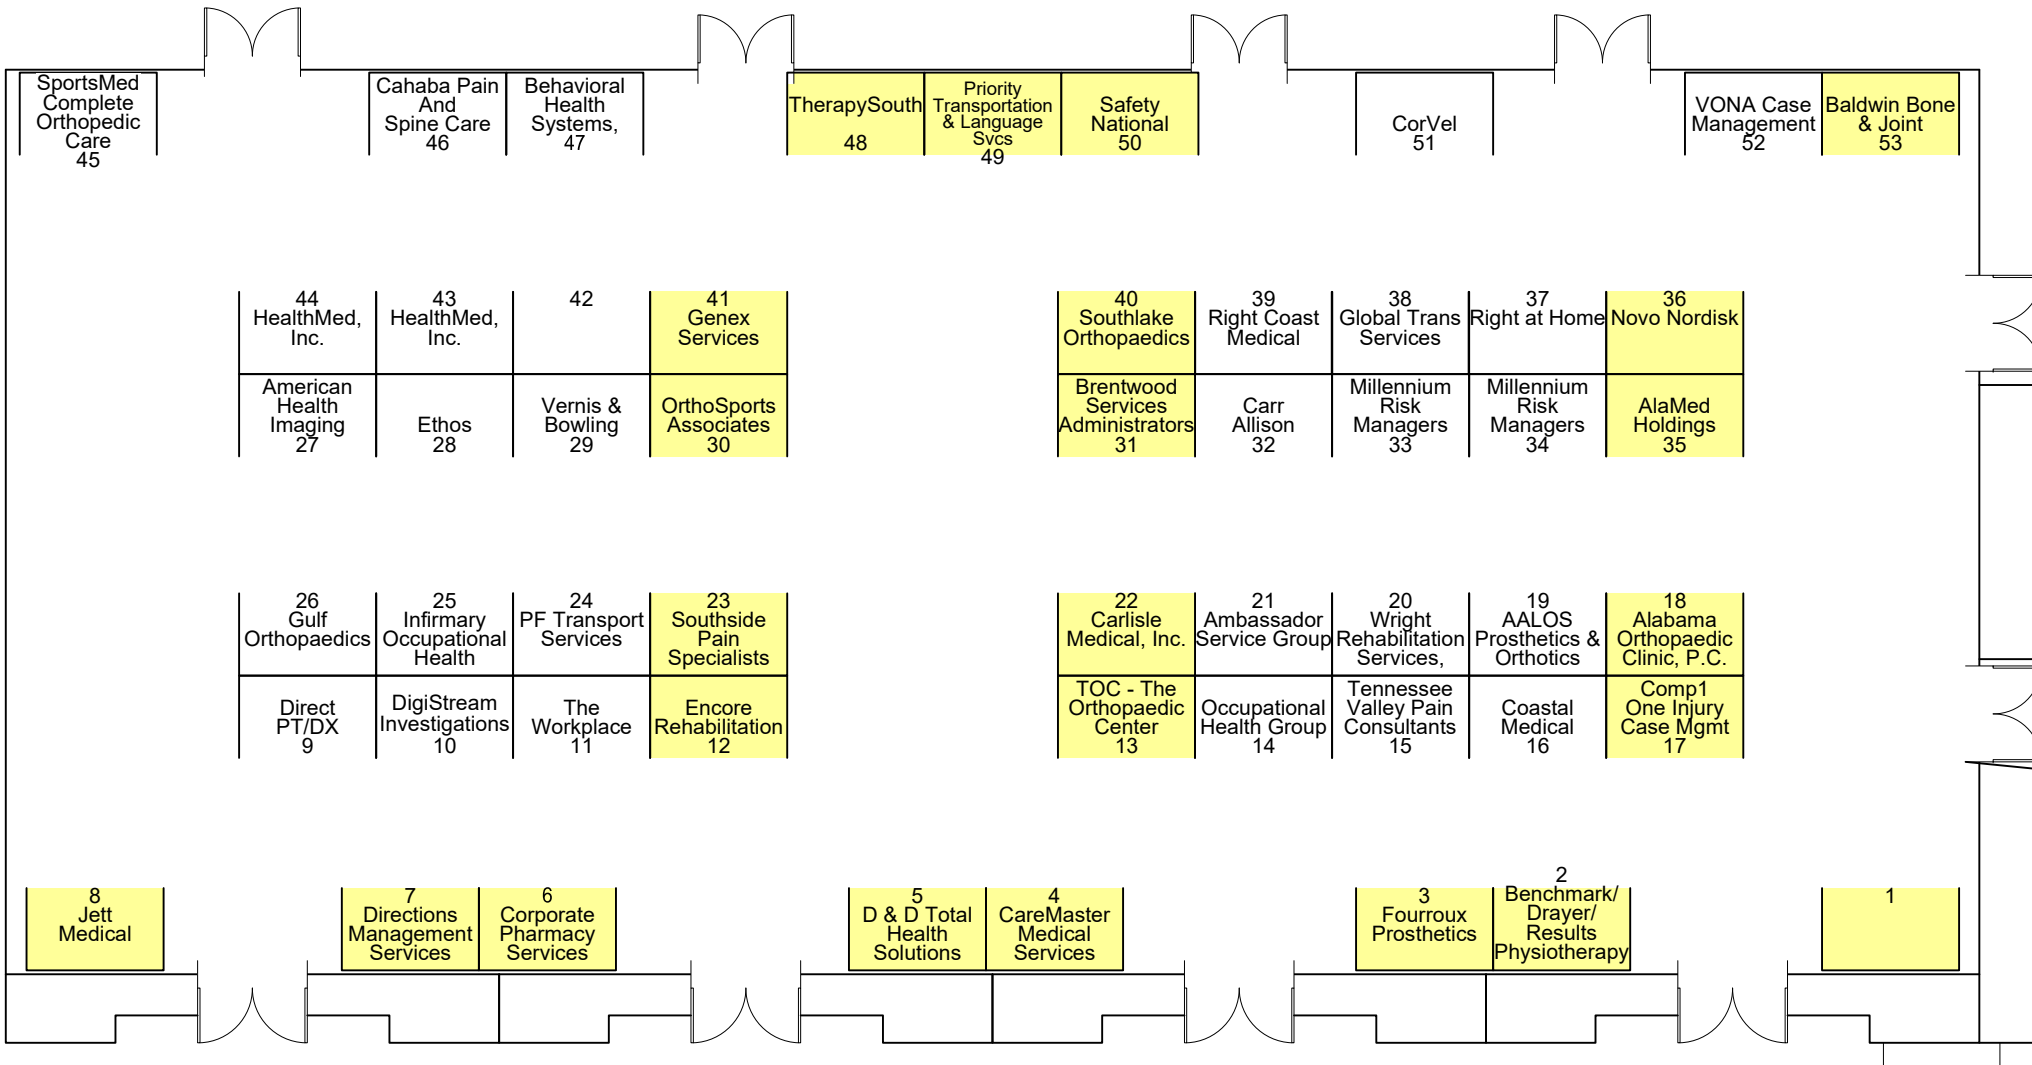 SportsMed
Complete
Orthopedic
Care
45
Cahaba Pain
And
Spine Care
46
Behavioral
Health
Systems,
47
TherapySouth
48
Priority
Transportation
& Language
Svcs
49
Safety
National
50
CorVel
51
VONA Case
Management
52
Baldwin Bone
& Joint
53
44
HealthMed,
Inc.
43
HealthMed,
Inc.
42
41
Genex
Services
40
Southlake
Orthopaedics
39
Right Coast
Medical
38
Global Trans
Services
37
Right at Home
36
Novo Nordisk
American
Health
Imaging
27
Ethos
28
Vernis &
Bowling
29
OrthoSports
Associates
30
Brentwood
Services
Administrators
31
Carr
Allison
32
Millennium
Risk
Managers
33
Millennium
Risk
Managers
34
AlaMed
Holdings
35
26
Gulf
Orthopaedics
25
Infirmary
Occupational
Health
24
PF Transport
Services
23
Southside
Pain
Specialists
22
Carlisle
Medical, Inc.
21
Ambassador
Service Group
20
Wright
Rehabilitation
Services,
19
AALOS
Prosthetics &
Orthotics
18
Alabama
Orthopaedic
Clinic, P.C.
Direct
PT/DX
9
DigiStream
Investigations
10
The
Workplace
11
Encore
Rehabilitation
12
TOC - The
Orthopaedic
Center
13
Occupational
Health Group
14
Tennessee
Valley Pain
Consultants
15
Coastal
Medical
16
Comp1
One Injury
Case Mgmt
17
8
Jett
Medical
7
Directions
Management
Services
6
Corporate
Pharmacy
Services
5
D & D Total
Health
Solutions
4
CareMaster
Medical
Services
3
Fourroux
Prosthetics
2
Benchmark/
Drayer/
Results
Physiotherapy
1